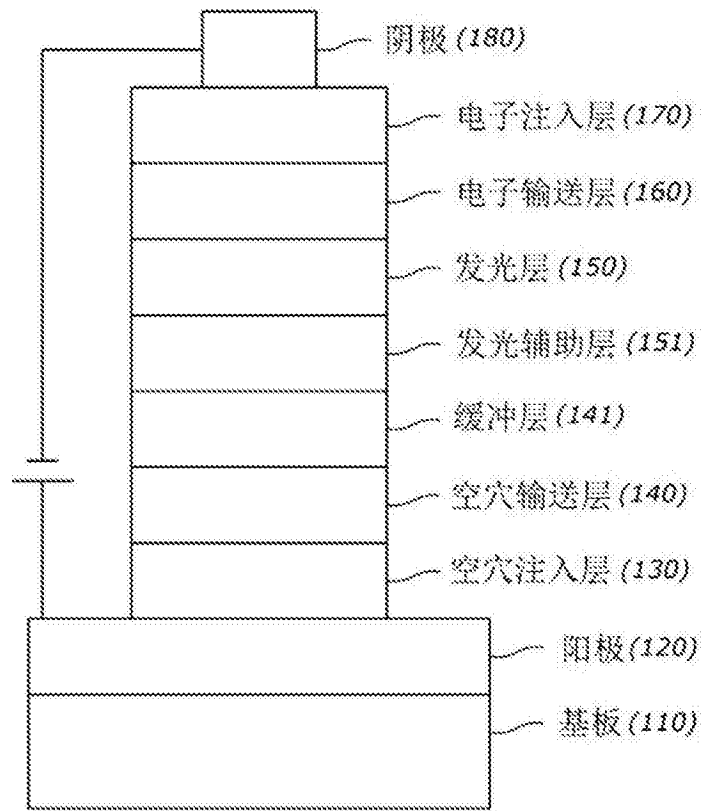 阴极(180)
电子注入层(170)
电子输送层(160)
发光层(150)
发光辅助层(151)
缓冲层(141)
空穴输送层(140)
空穴注入层(130)
阳极(120)
基板(110)